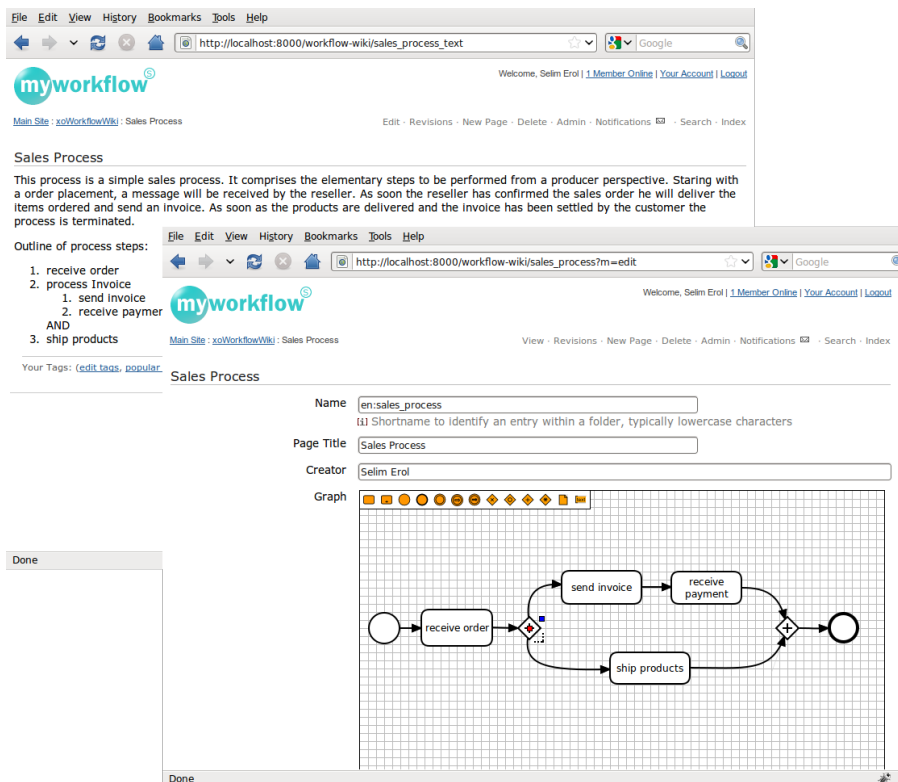 File Edit View History Bookmarks Tools Help
http://localhost:8000/workflow-wiki/sales_process_text
Google
myworkflow S
Welcome, Selim Erol | 1 Member Online | Your Account | Logout
Main Site : xoWorkflowWiki : Sales Process
Edit · Revisions · New Page · Delete · Admin · Notifications · Search · Index
Sales Process
This process is a simple sales process. It comprises the elementary steps to be performed from a producer perspective. Staring with
a order placement, a message will be received by the reseller. As soon the reseller has confirmed the sales order he will deliver the
items ordered and send an invoice. As soon as the products are delivered and the invoice has been settled by the customer the
process is terminated.
Outline of process steps:
1. receive order
2. process Invoice
1. send invoice
2. receive paymer
AND
3. ship products
Your Tags: (edit tags, popular
Done
File Edit View History Bookmarks Tools Help
http://localhost:8000/workflow-wiki/sales_process?m=edit
Google
myworkflow S
Welcome, Selim Erol | 1 Member Online | Your Account | Logout
Main Site : xoWorkflowWiki : Sales Process
View · Revisions · New Page · Delete · Admin · Notifications · Search · Index
Sales Process
Name
en:sales_process
[i] Shortname to identify an entry within a folder, typically lowercase characters
Page Title
Sales Process
Creator
Selim Erol
Graph
send invoice
receive
payment
receive order
ship products
Done